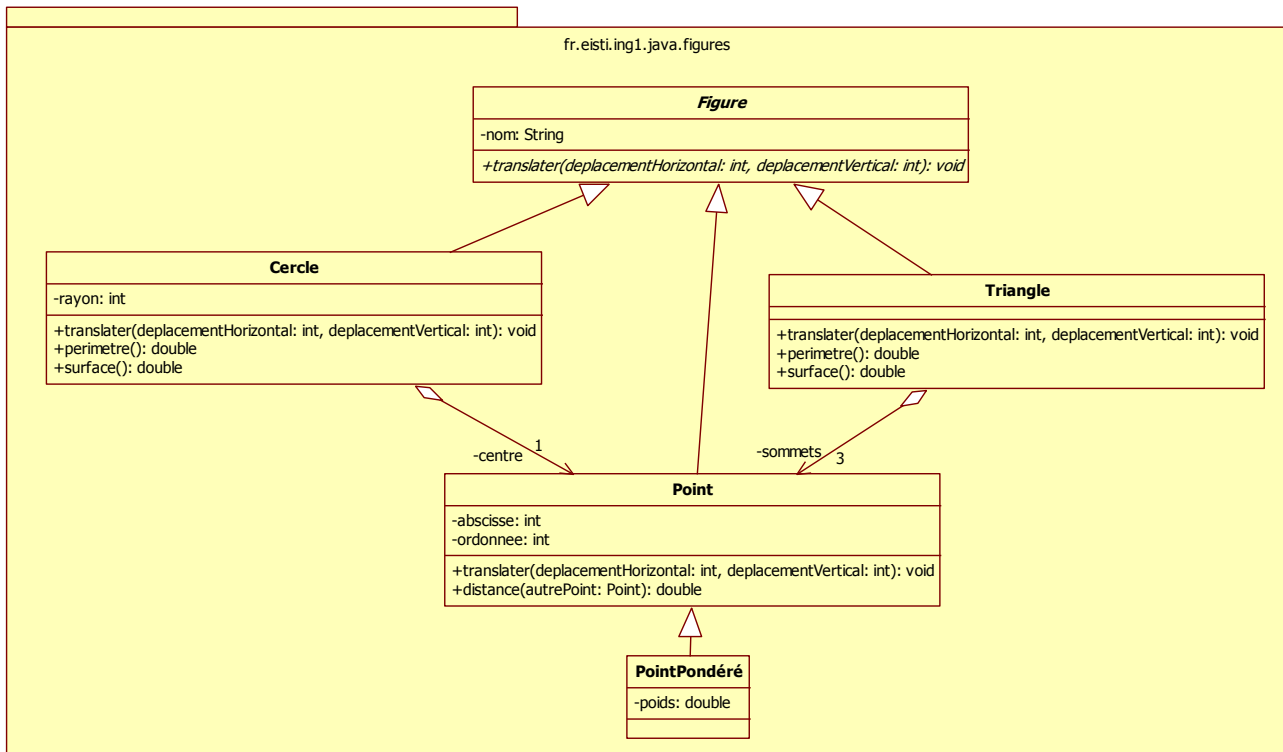 fr.eisti.ing1.java.figures
Figure
-nom: String
+translater(deplacementHorizontal: int, deplacementVertical: int): void
Cercle
-rayon: int
+translater(deplacementHorizontal: int, deplacementVertical: int): void
+perimetre(): double
+surface(): double
Triangle
+translater(deplacementHorizontal: int, deplacementVertical: int): void
+perimetre(): double
+surface(): double
-centre
1
-sommets
3
Point
-abscisse: int
-ordonnee: int
+translater(deplacementHorizontal: int, deplacementVertical: int): void
+distance(autrePoint: Point): double
PointPondéré
-poids: double